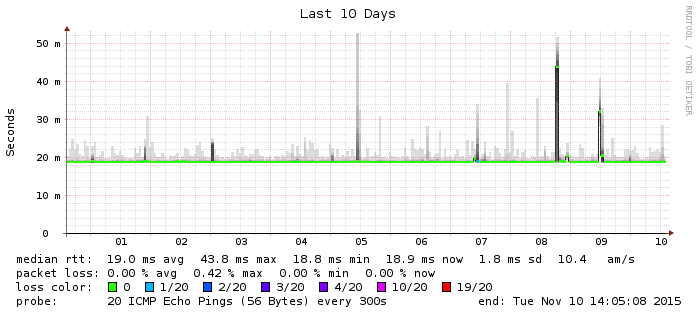 Last 10 Days
RRDTOOL / TOBI OETIKER
Seconds
50 m
40 m
30 m
20 m
10 m
0
01 02 03 04 05 06 07 08 09 10
median rtt: 19.0 ms avg 43.8 ms max 18.8 ms min 18.9 ms now 1.8 ms sd 10.4 am/s
packet loss: 0.00 % avg 0.42 % max 0.00 % min 0.00 % now
loss color: 0 1/20 2/20 3/20 4/20 10/20 19/20
probe: 20 ICMP Echo Pings (56 Bytes) every 300s end: Tue Nov 10 14:05:08 2015